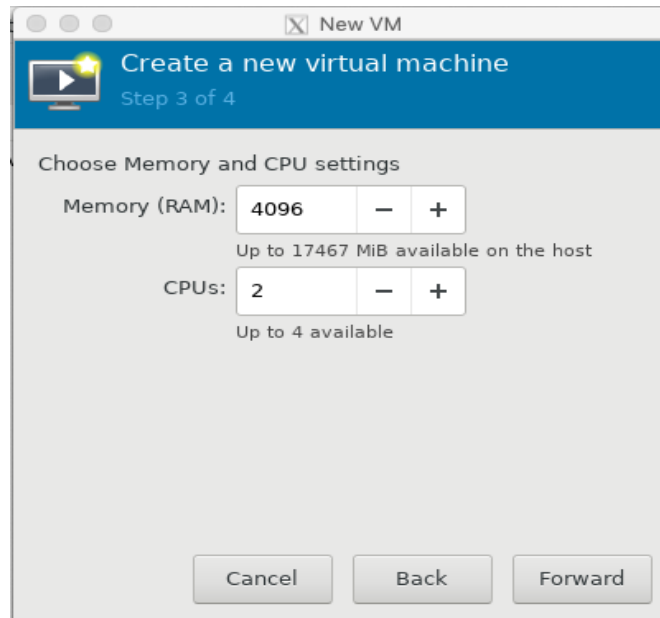 New VM
Create a new virtual machine
Step 3 of 4
Choose Memory and CPU settings
Memory (RAM): 4096 − +
Up to 17467 MiB available on the host
CPUs: 2 − +
Up to 4 available
Cancel Back Forward